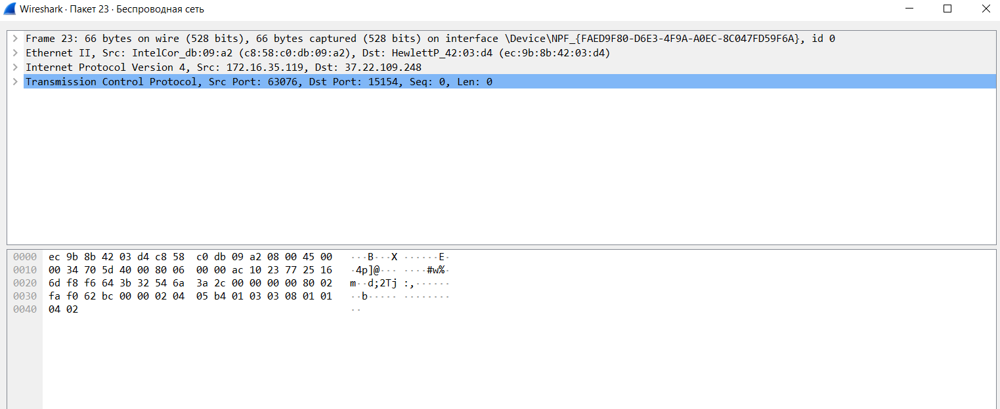 Wireshark · Пакет 23 · Беспроводная сеть
Frame 23: 66 bytes on wire (528 bits), 66 bytes captured (528 bits) on interface \Device\NPF_{FAED9F80-D6E3-4F9A-A0EC-8C047FD59F6A}, id 0
Ethernet II, Src: IntelCor_db:09:a2 (c8:58:c0:db:09:a2), Dst: HewlettP_42:03:d4 (ec:9b:8b:42:03:d4)
Internet Protocol Version 4, Src: 172.16.35.119, Dst: 37.22.109.248
Transmission Control Protocol, Src Port: 63076, Dst Port: 15154, Seq: 0, Len: 0
0000 ec 9b 8b 42 03 d4 c8 58 c0 db 09 a2 08 00 45 00 ···B···X ······E·
0010 00 34 70 5d 40 00 80 06 00 00 ac 10 23 77 25 16 ·4p]@··· ····#w%·
0020 6d f8 f6 64 3b 32 54 6a 3a 2c 00 00 00 00 80 02 m··d;2Tj :,······
0030 fa f0 62 bc 00 00 02 04 05 b4 01 03 03 08 01 01 ··b····· ········
0040 04 02 ··